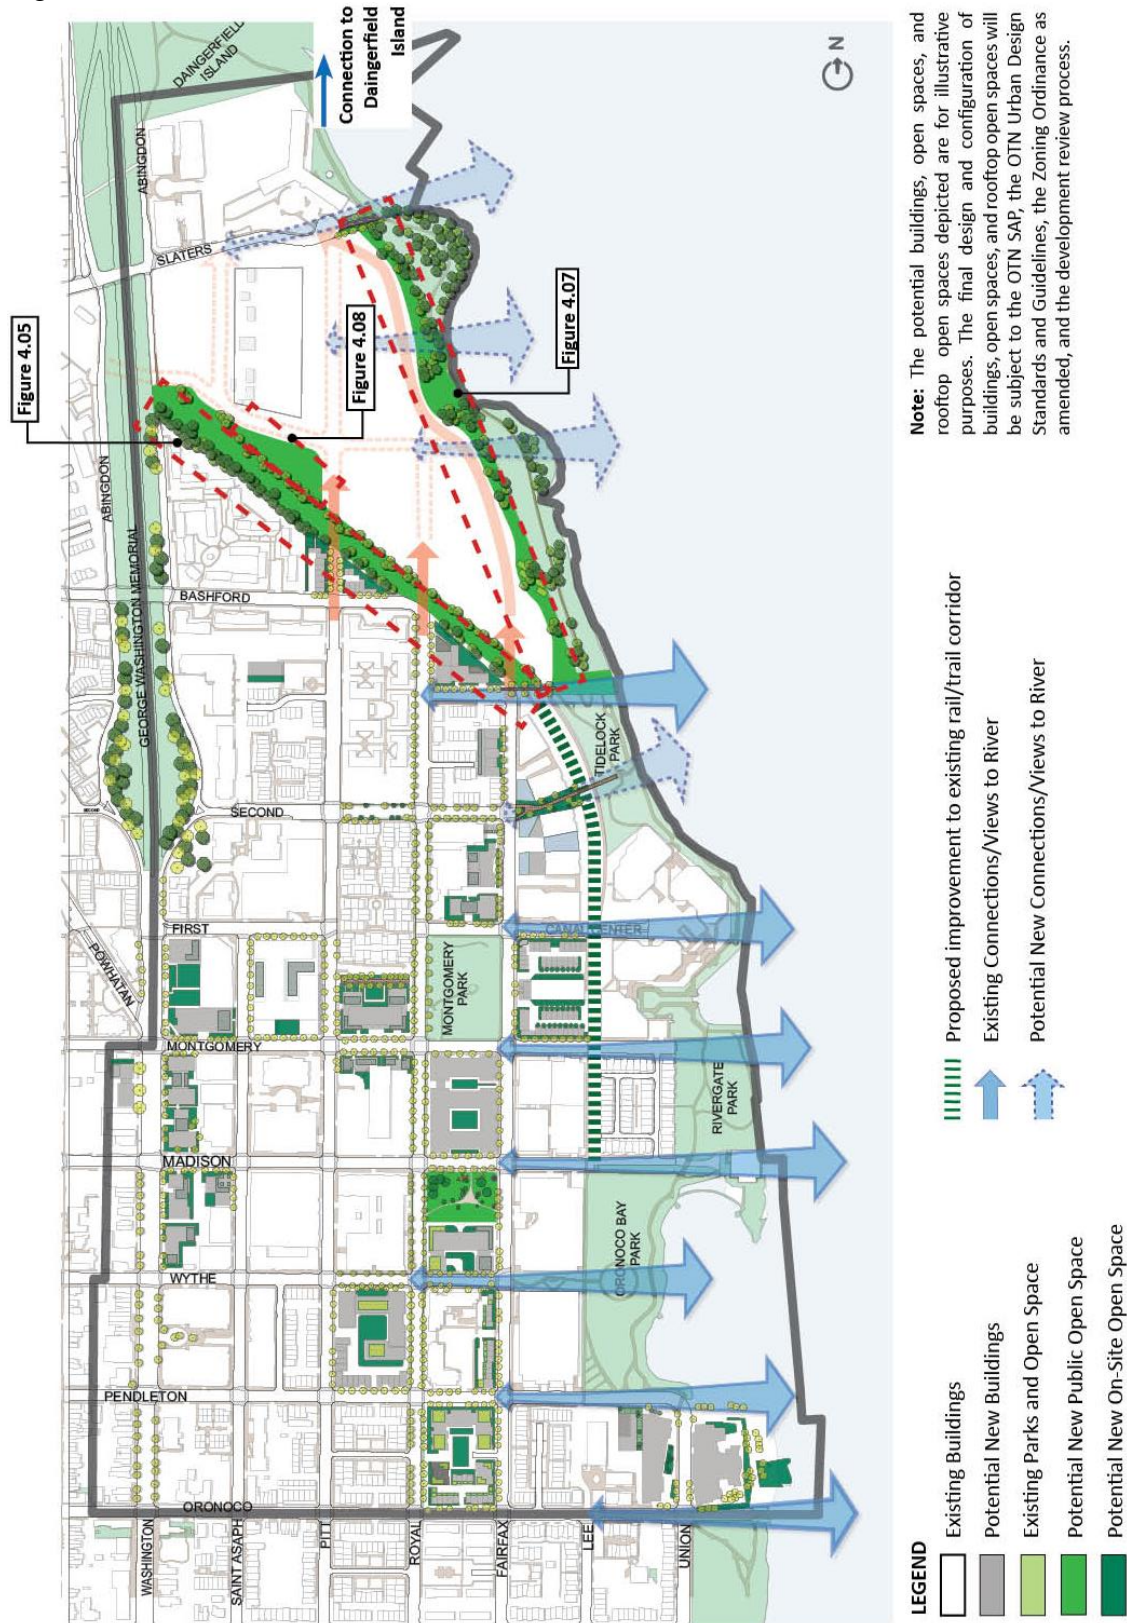 DAINGERFIELD
ISLAND
Connection to
Daingerfield
Island
N
ABINGDON
SLATERS
Figure 4.05
Figure 4.08
Figure 4.07
ABINGDON
GEORGE WASHINGTON MEMORIAL
BASHFORD
TIDELOCK
PARK
SECOND
SECOND
FIRST
CANAL CENTER
POWHATAN
MONTGOMERY
PARK
MONTGOMERY
RIVERGATE
PARK
MADISON
ORONOCO BAY
PARK
WYTHE
PENDLETON
ORONOCO
WASHINGTON
SAINT ASAPH
PITT
ROYAL
FAIRFAX
LEE
UNION
Note: The potential buildings, open spaces, and
rooftop open spaces depicted are for illustrative
purposes. The final design and configuration of
buildings, open spaces, and rooftop open spaces will
be subject to the OTN SAP, the OTN Urban Design
Standards and Guidelines, the Zoning Ordinance as
amended, and the development review process.
LEGEND
Existing Buildings
Potential New Buildings
Existing Parks and Open Space
Potential New Public Open Space
Potential New On-Site Open Space
Proposed improvement to existing rail/trail corridor
Existing Connections/Views to River
Potential New Connections/Views to River